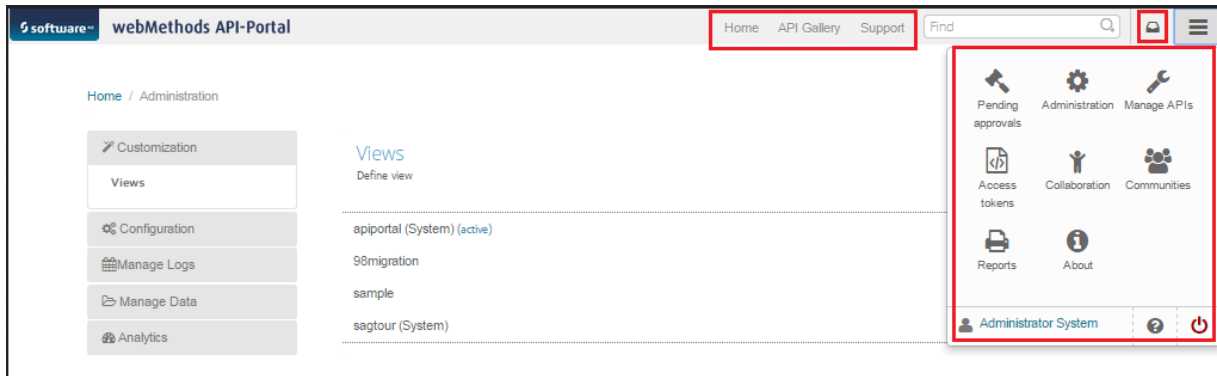 software AG
webMethods API-Portal
Home API Gallery Support
Find
Home / Administration
Customization
Views
Configuration
Manage Logs
Manage Data
Analytics
Views
Define view
apiportal (System) (active)
98migration
sample
sagtour (System)
Pending approvals
Administration
Manage APIs
Access tokens
Collaboration
Communities
Reports
About
Administrator System